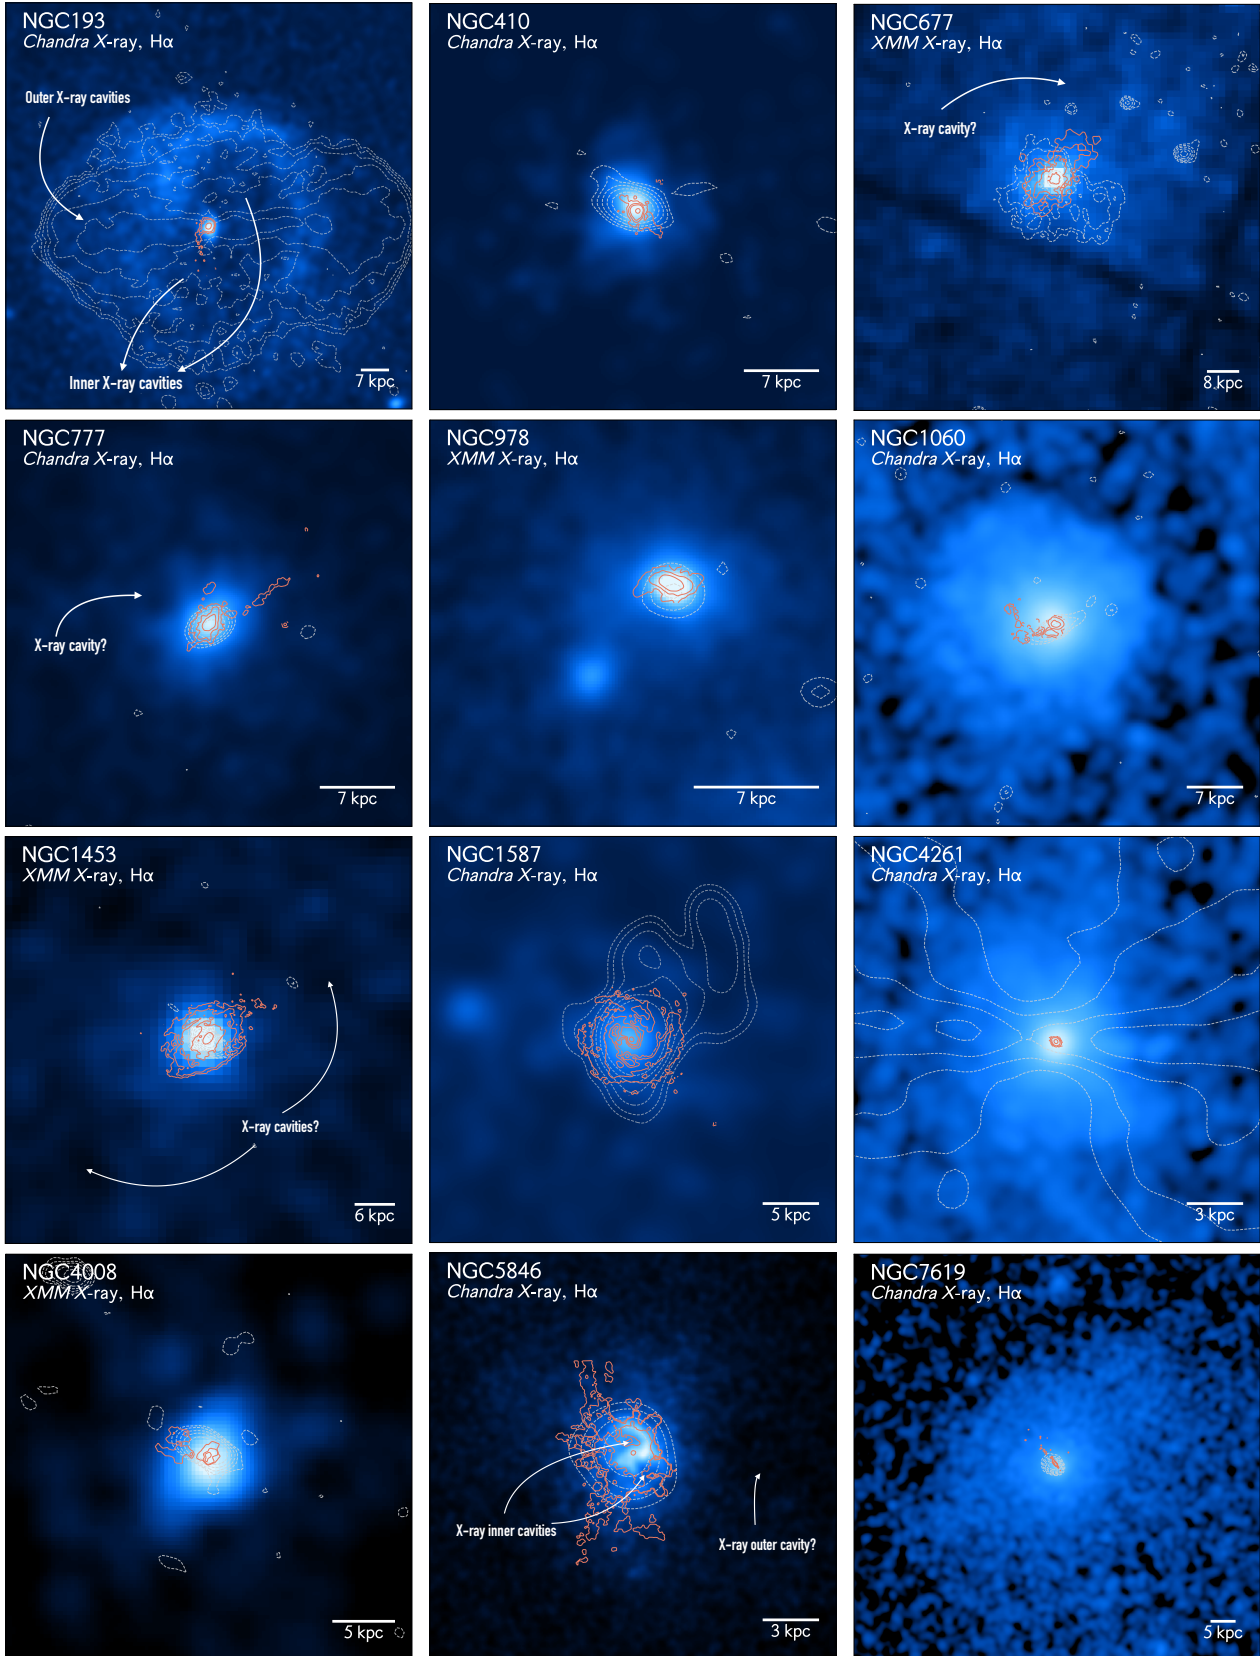 NGC193
Chandra X-ray, Hα
Outer X-ray cavities
Inner X-ray cavities
7 kpc
NGC410
Chandra X-ray, Hα
7 kpc
NGC677
XMM X-ray, Hα
X-ray cavity?
8 kpc
NGC777
Chandra X-ray, Hα
X-ray cavity?
7 kpc
NGC978
XMM X-ray, Hα
7 kpc
NGC1060
Chandra X-ray, Hα
7 kpc
NGC1453
XMM X-ray, Hα
X-ray cavities?
6 kpc
NGC1587
Chandra X-ray, Hα
5 kpc
NGC4261
Chandra X-ray, Hα
3 kpc
NGC4008
XMM X-ray, Hα
5 kpc
NGC5846
Chandra X-ray, Hα
X-ray inner cavities
X-ray outer cavity?
3 kpc
NGC7619
Chandra X-ray, Hα
5 kpc